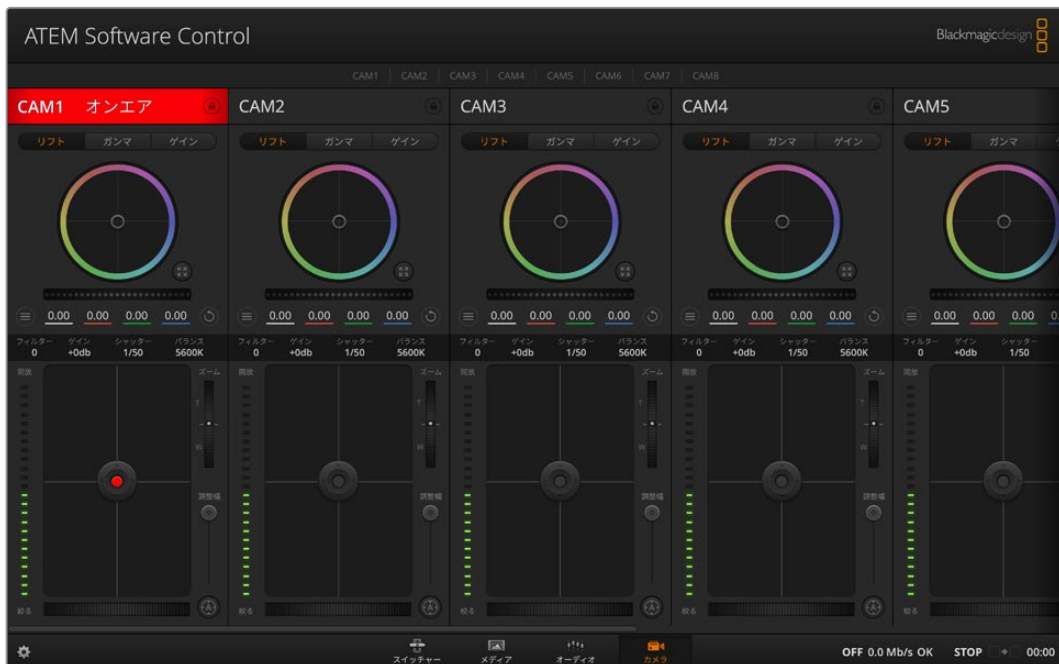 ATEM Software Control
Blackmagicdesign
CAM1 CAM2 CAM3 CAM4 CAM5 CAM6 CAM7 CAM8
CAM1 オンエア CAM2 CAM3 CAM4 CAM5
リフト ガンマ ゲイン リフト ガンマ ゲイン リフト ガンマ ゲイン リフト ガンマ ゲイン リフト ガンマ
0.00 0.00 0.00 0.00 0.00 0.00 0.00 0.00 0.00 0.00 0.00 0.00 0.00 0.00 0.00 0.00 0.00 0.00 0.00
フィルター ゲイン シャッター バランス フィルター ゲイン シャッター バランス フィルター ゲイン シャッター バランス フィルター ゲイン シャッター バランス フィルター ゲイン シャッター
0 +0db 1/50 5600K 0 +0db 1/50 5600K 0 +0db 1/50 5600K 0 +0db 1/50 5600K 0 +0db 1/50
開放 ズーム 開放 ズーム 開放 ズーム 開放 ズーム 開放
T T T T
W W W W
調整幅 調整幅 調整幅 調整幅
絞る 絞る 絞る 絞る 絞る
スイッチャー メディア オーディオ カメラ
OFF 0.0 Mb/s OK STOP 00:00